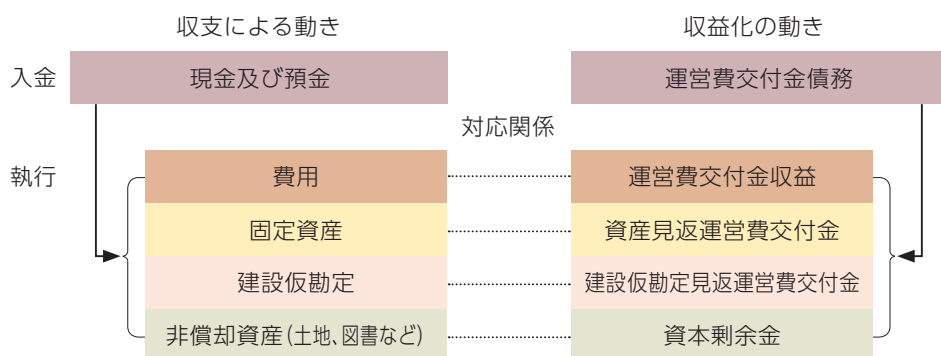 収支による動き 収益化の動き
入金 現金及び預金 運営費交付金債務
対応関係
執行 費用 運営費交付金収益
固定資産 資産見返運営費交付金
建設仮勘定 建設仮勘定見返運営費交付金
非償却資産(土地、図書など) 資本剰余金